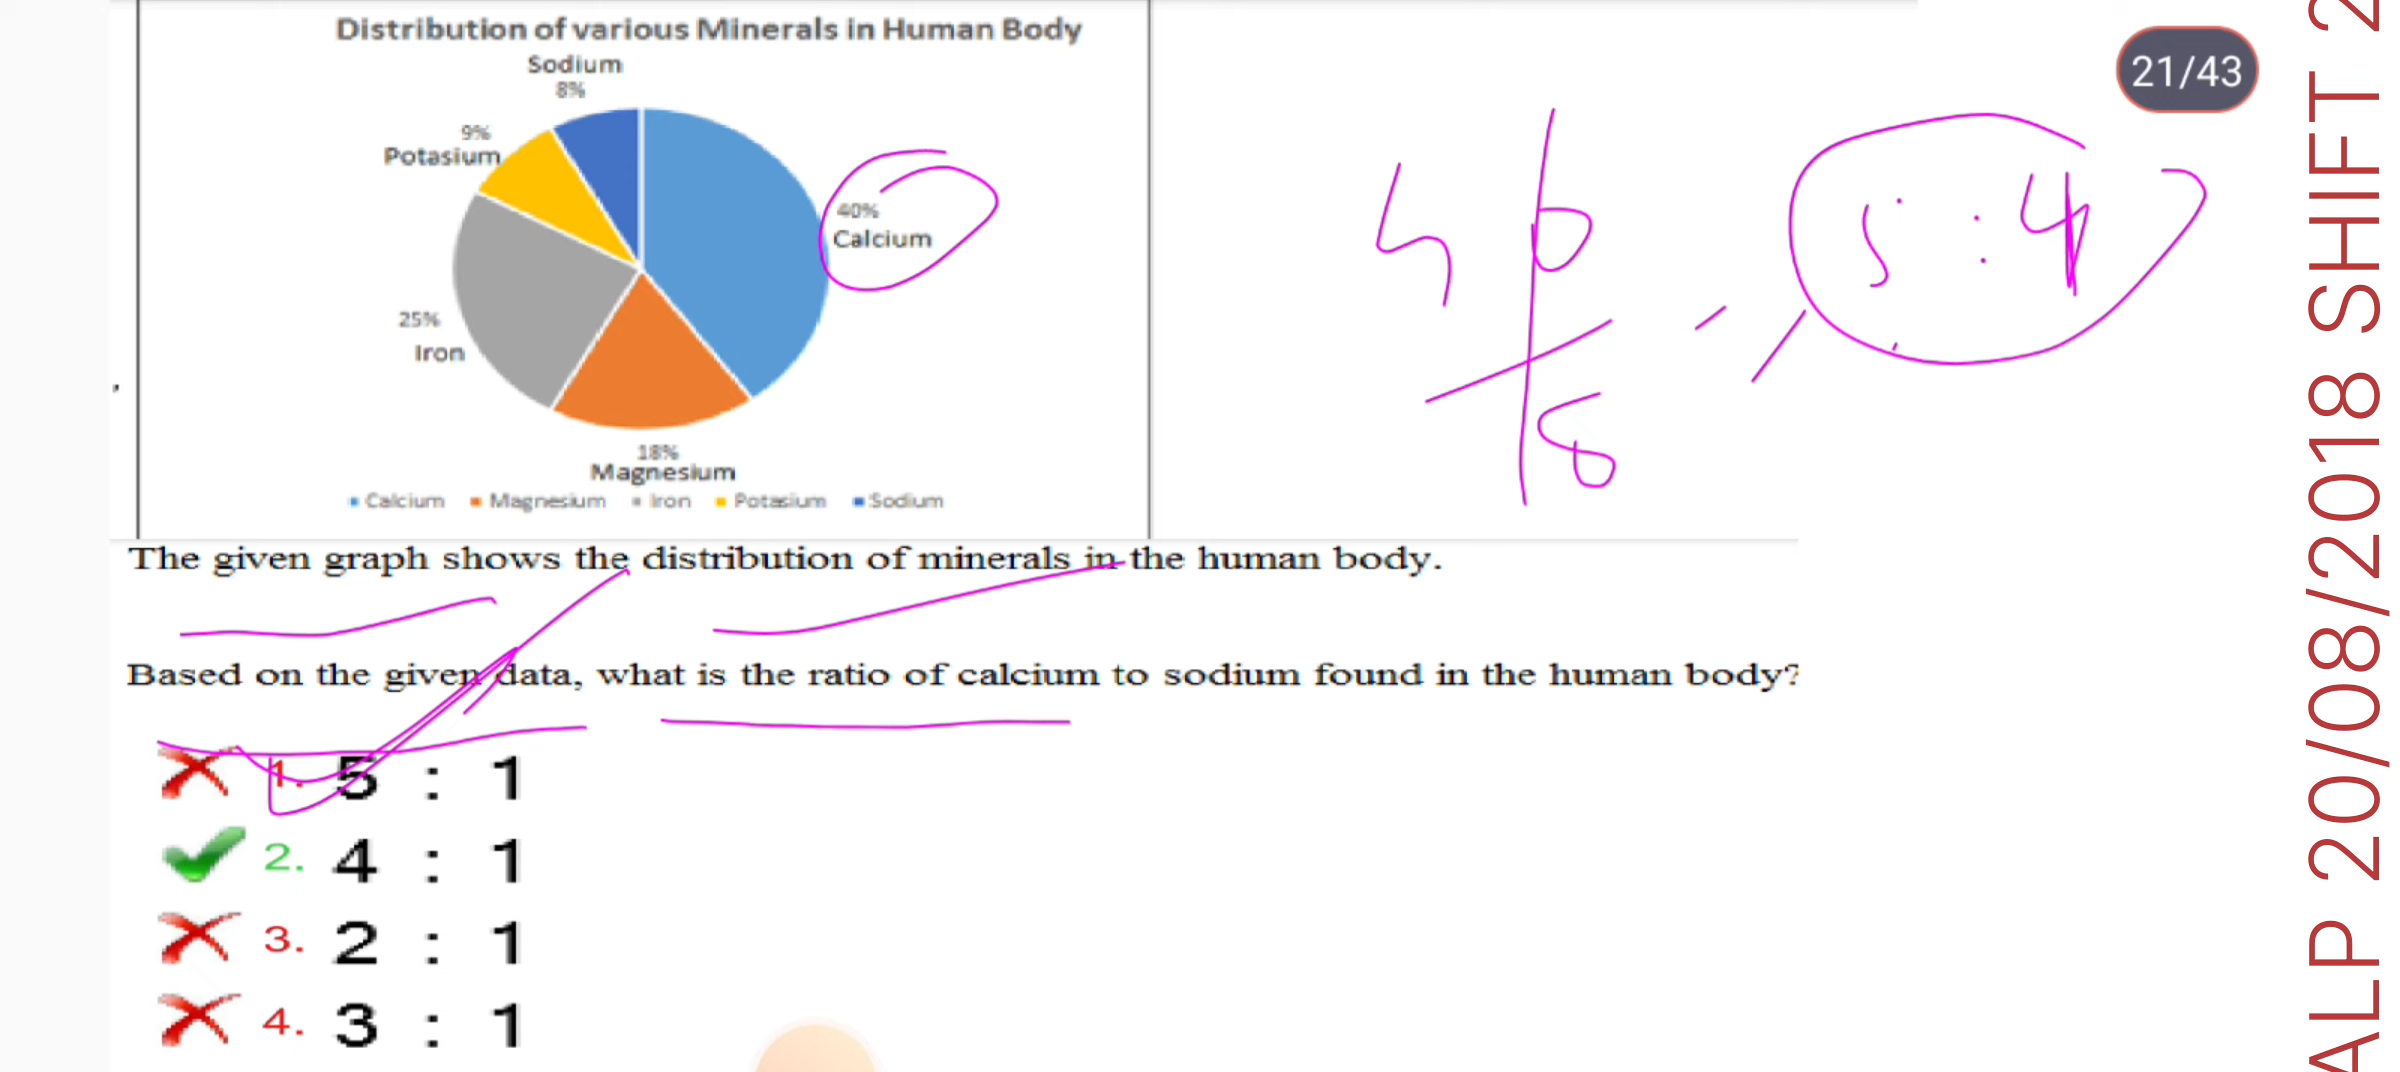 Distribution of various Minerals in Human Body
Sodium
8%
9%
Potasium
40%
Calcium
25%
Iron
18%
Magnesium
Calcium Magnesium Iron Potasium Sodium
21/43
5 : 4
The given graph shows the distribution of minerals in the human body.
Based on the given data, what is the ratio of calcium to sodium found in the human body?
1. 5 : 1
2. 4 : 1
3. 2 : 1
4. 3 : 1
ALP 20/08/2018 SHIFT 2